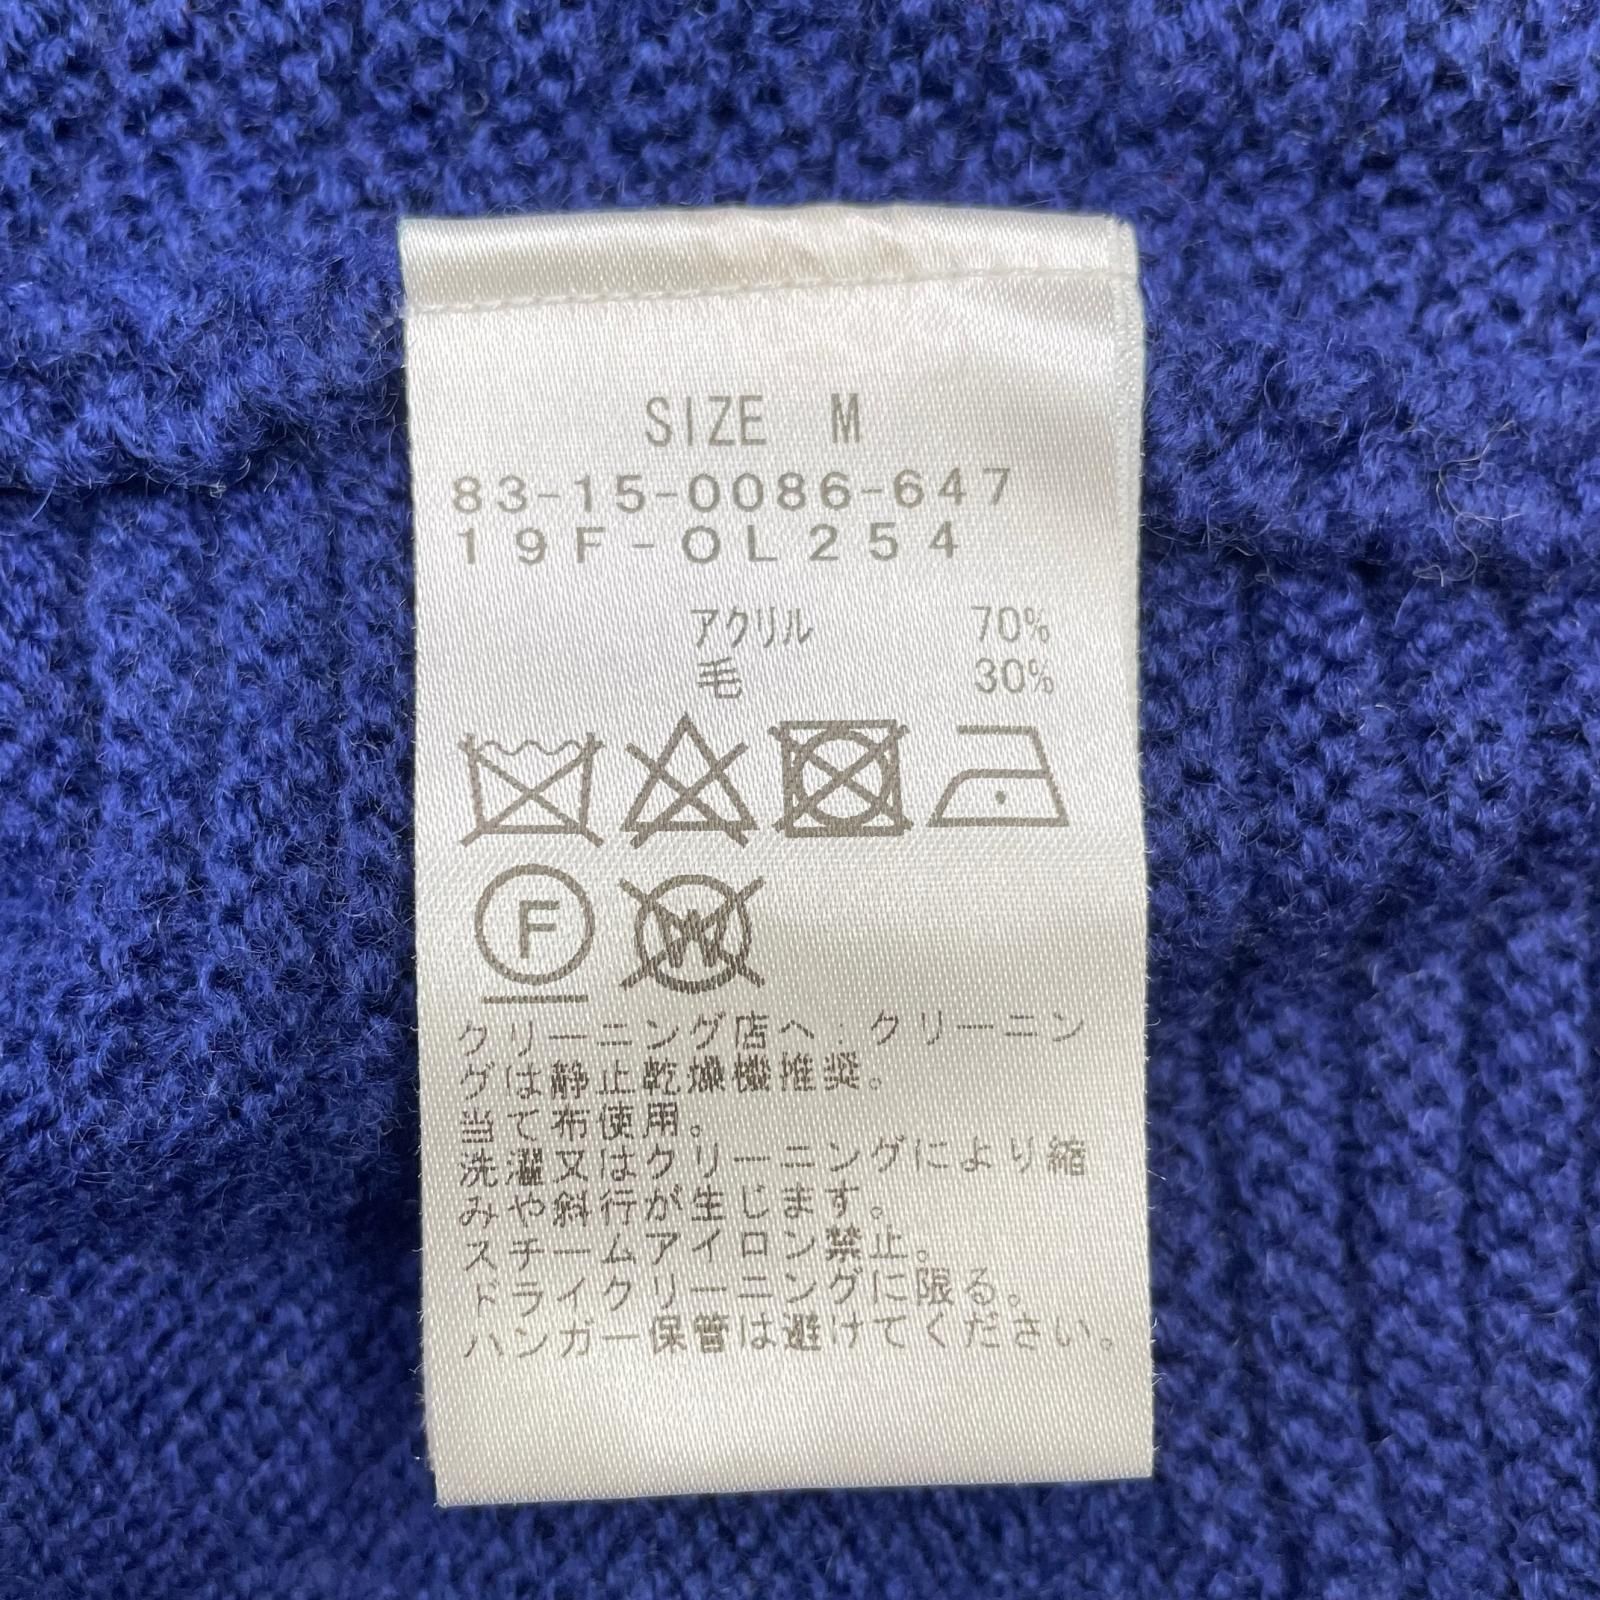 SIZE M
83-15-0086-647
19F-OL254
アクリル 70%
毛 30%
F
W
クリーニング店へ:クリーニン
グは静止乾燥機推奨。
当て布使用。
洗濯又はクリーニングにより縮
みや斜行が生じます。
スチームアイロン禁止。
ドライクリーニングに限る。
ハンガー保管は避けてください。